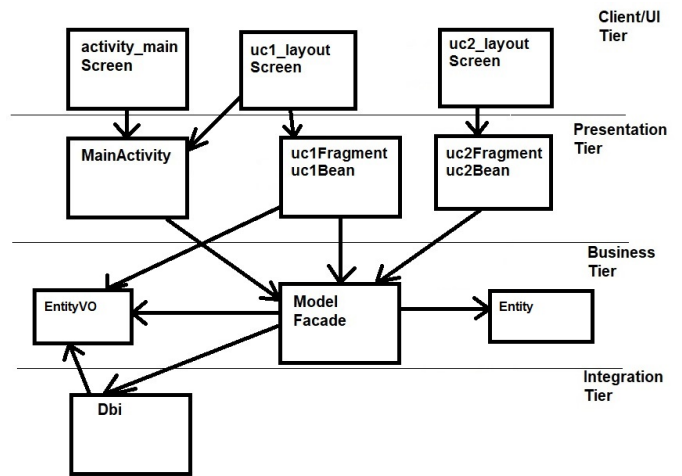 Client/UI
Tier
activity_main
Screen
uc1_layout
Screen
uc2_layout
Screen
Presentation
Tier
MainActivity
uc1Fragment
uc1Bean
uc2Fragment
uc2Bean
Business
Tier
EntityVO
Model
Facade
Entity
Integration
Tier
Dbi